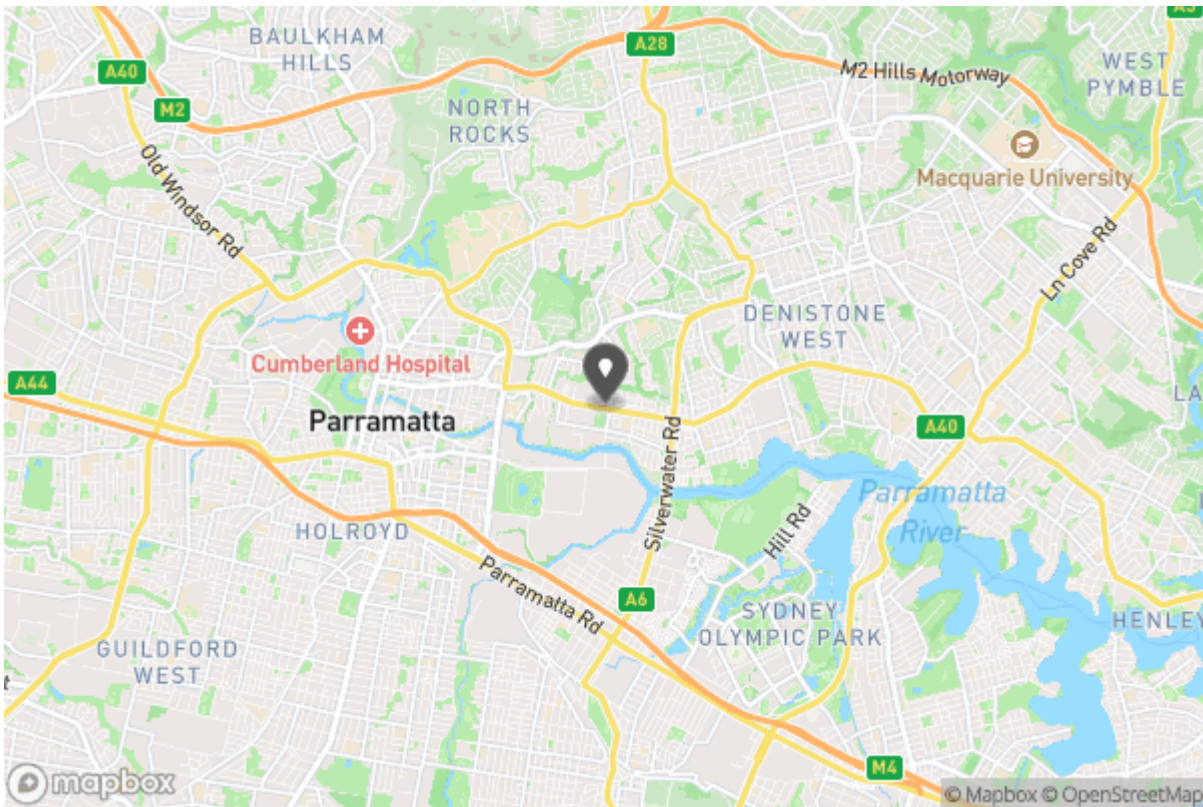 A3
BAULKHAM
HILLS
A28
WEST
PYMBLE
A40
M2 Hills Motorway
M2
NORTH
ROCKS
Macquarie University
Old Windsor Rd
Ln Cove Rd
DENISTONE
WEST
Cumberland Hospital
A44
LA
Parramatta
A40
Silverwater Rd
Parramatta
River
HOLROYD
Hill Rd
Parramatta Rd
A6
SYDNEY
OLYMPIC PARK
HENLEY
GUILDFORD
WEST
t
M4
mapbox
© Mapbox © OpenStreetMap